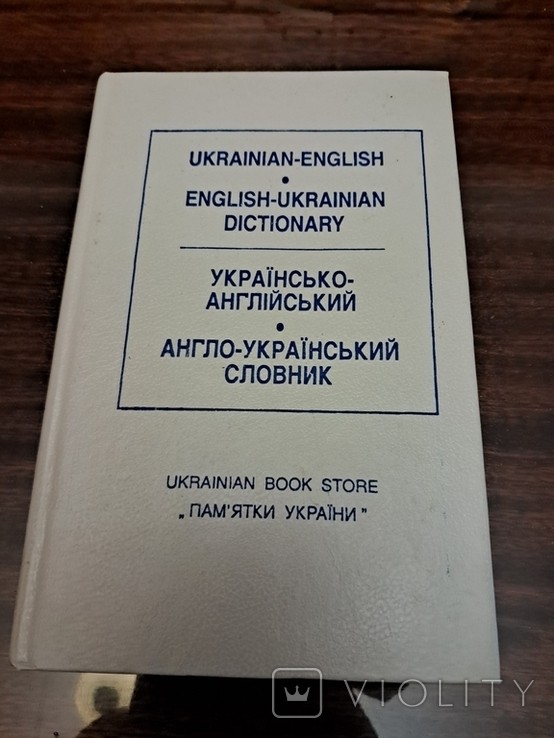 UKRAINIAN-ENGLISH
•
ENGLISH-UKRAINIAN
DICTIONARY
УКРАЇНСЬКО-
АНГЛІЙСЬКИЙ
•
АНГЛО-УКРАЇНСЬКИЙ
СЛОВНИК
UKRAINIAN BOOK STORE
„ПАМ'ЯТКИ УКРАЇНИ”
VIOLITY